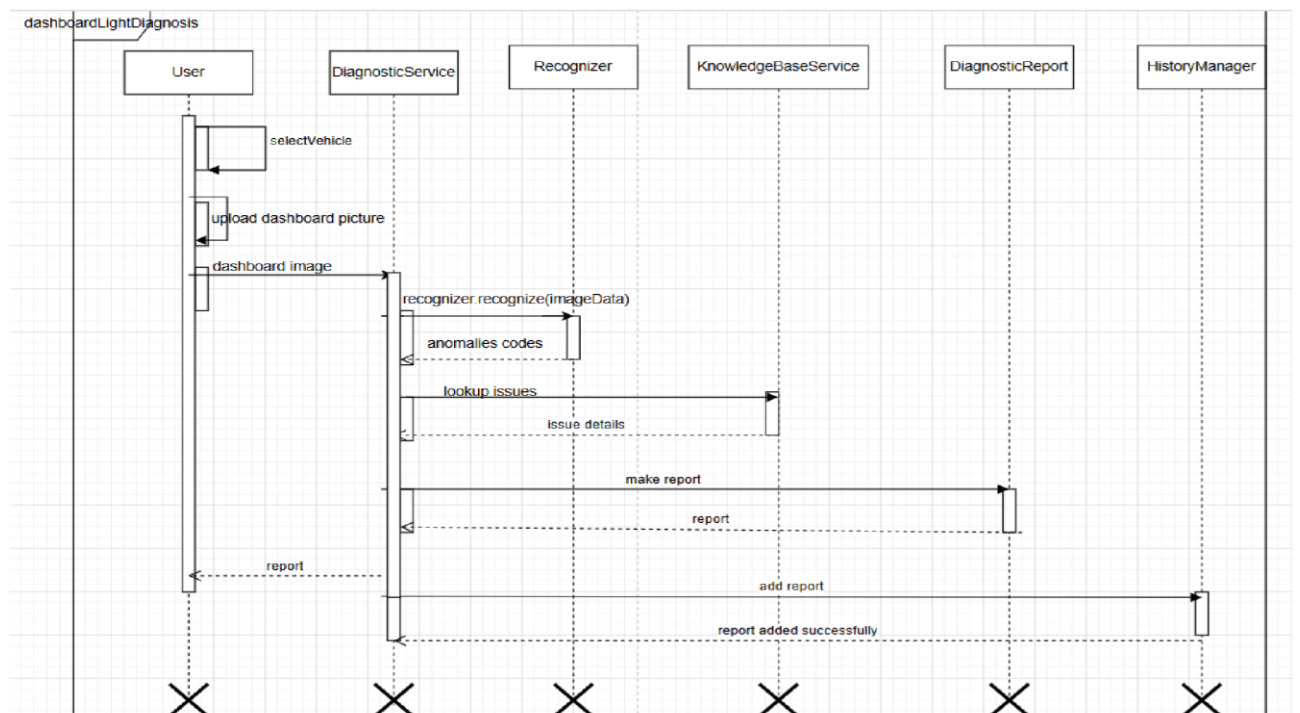 dashboardLightDiagnosis
User
DiagnosticService
Recognizer
KnowledgeBaseService
DiagnosticReport
HistoryManager
selectVehicle
upload dashboard picture
dashboard image
recognizer.recognize(imageData)
anomalies codes
lookup issues
issue details
make report
report
report
add report
report added successfully